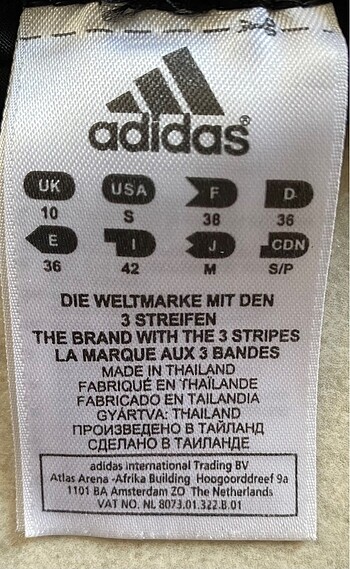 adidas®
UK USA F D
10 S 38 36
E I J CDN
36 42 M S/P
DIE WELTMARKE MIT DEN
3 STREIFEN
THE BRAND WITH THE 3 STRIPES
LA MARQUE AUX 3 BANDES
MADE IN THAILAND
FABRIQUÉ EN THAÏLANDE
FABRICADO EN TAILANDIA
GYÁRTVA: THAILAND
ПРОИЗВЕДЕНО В ТАЙЛАНД
СДЕЛАНО В ТАИЛАНДЕ
adidas International Trading BV
Atlas Arena -Afrika Building Hoogoorddreef 9a
1101 BA Amsterdam ZO The Netherlands
VAT NO. NL 8073.01.322.B.01